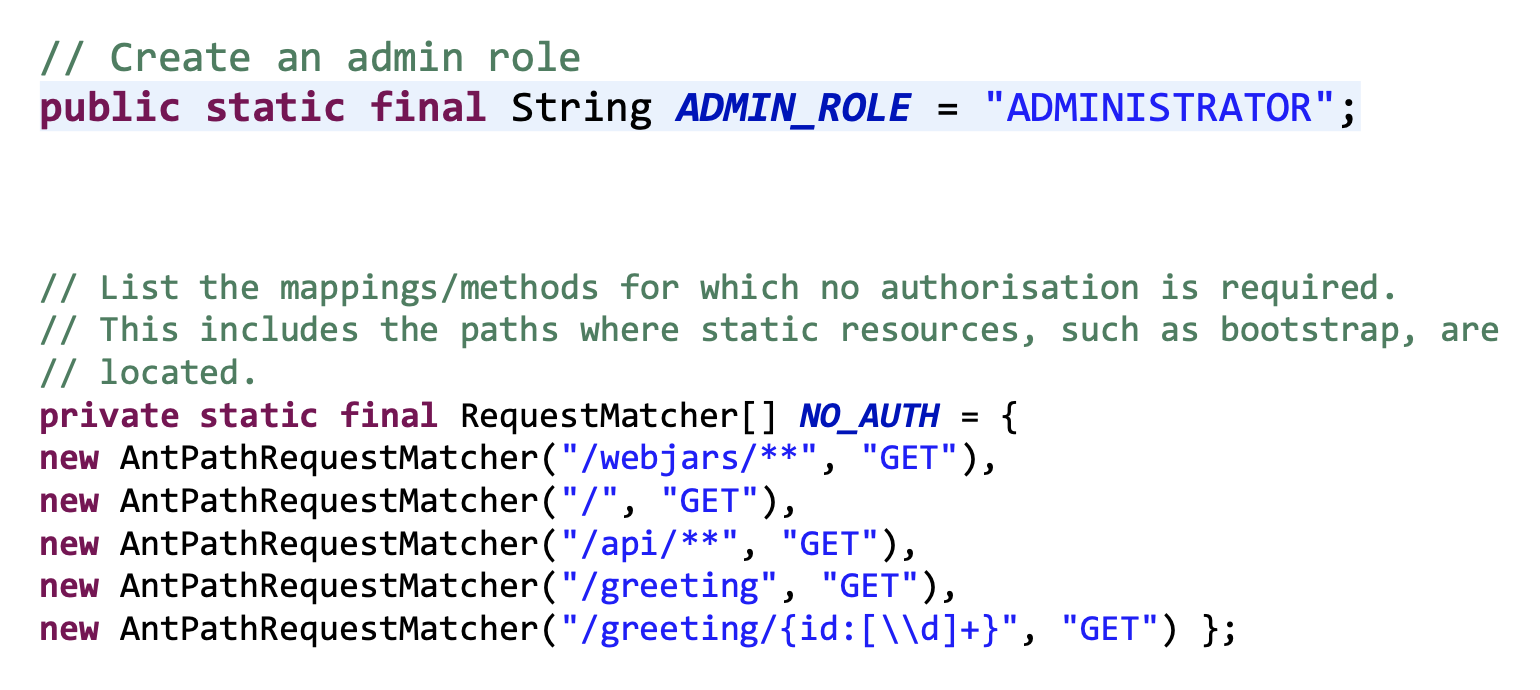 // Create an admin role
public static final String ADMIN_ROLE = "ADMINISTRATOR";
// List the mappings/methods for which no authorisation is required.
// This includes the paths where static resources, such as bootstrap, are
// located.
private static final RequestMatcher[] NO_AUTH = {
new AntPathRequestMatcher("/webjars/**", "GET"),
new AntPathRequestMatcher("/", "GET"),
new AntPathRequestMatcher("/api/**", "GET"),
new AntPathRequestMatcher("/greeting", "GET"),
new AntPathRequestMatcher("/greeting/{id:[\\d]+}", "GET") };